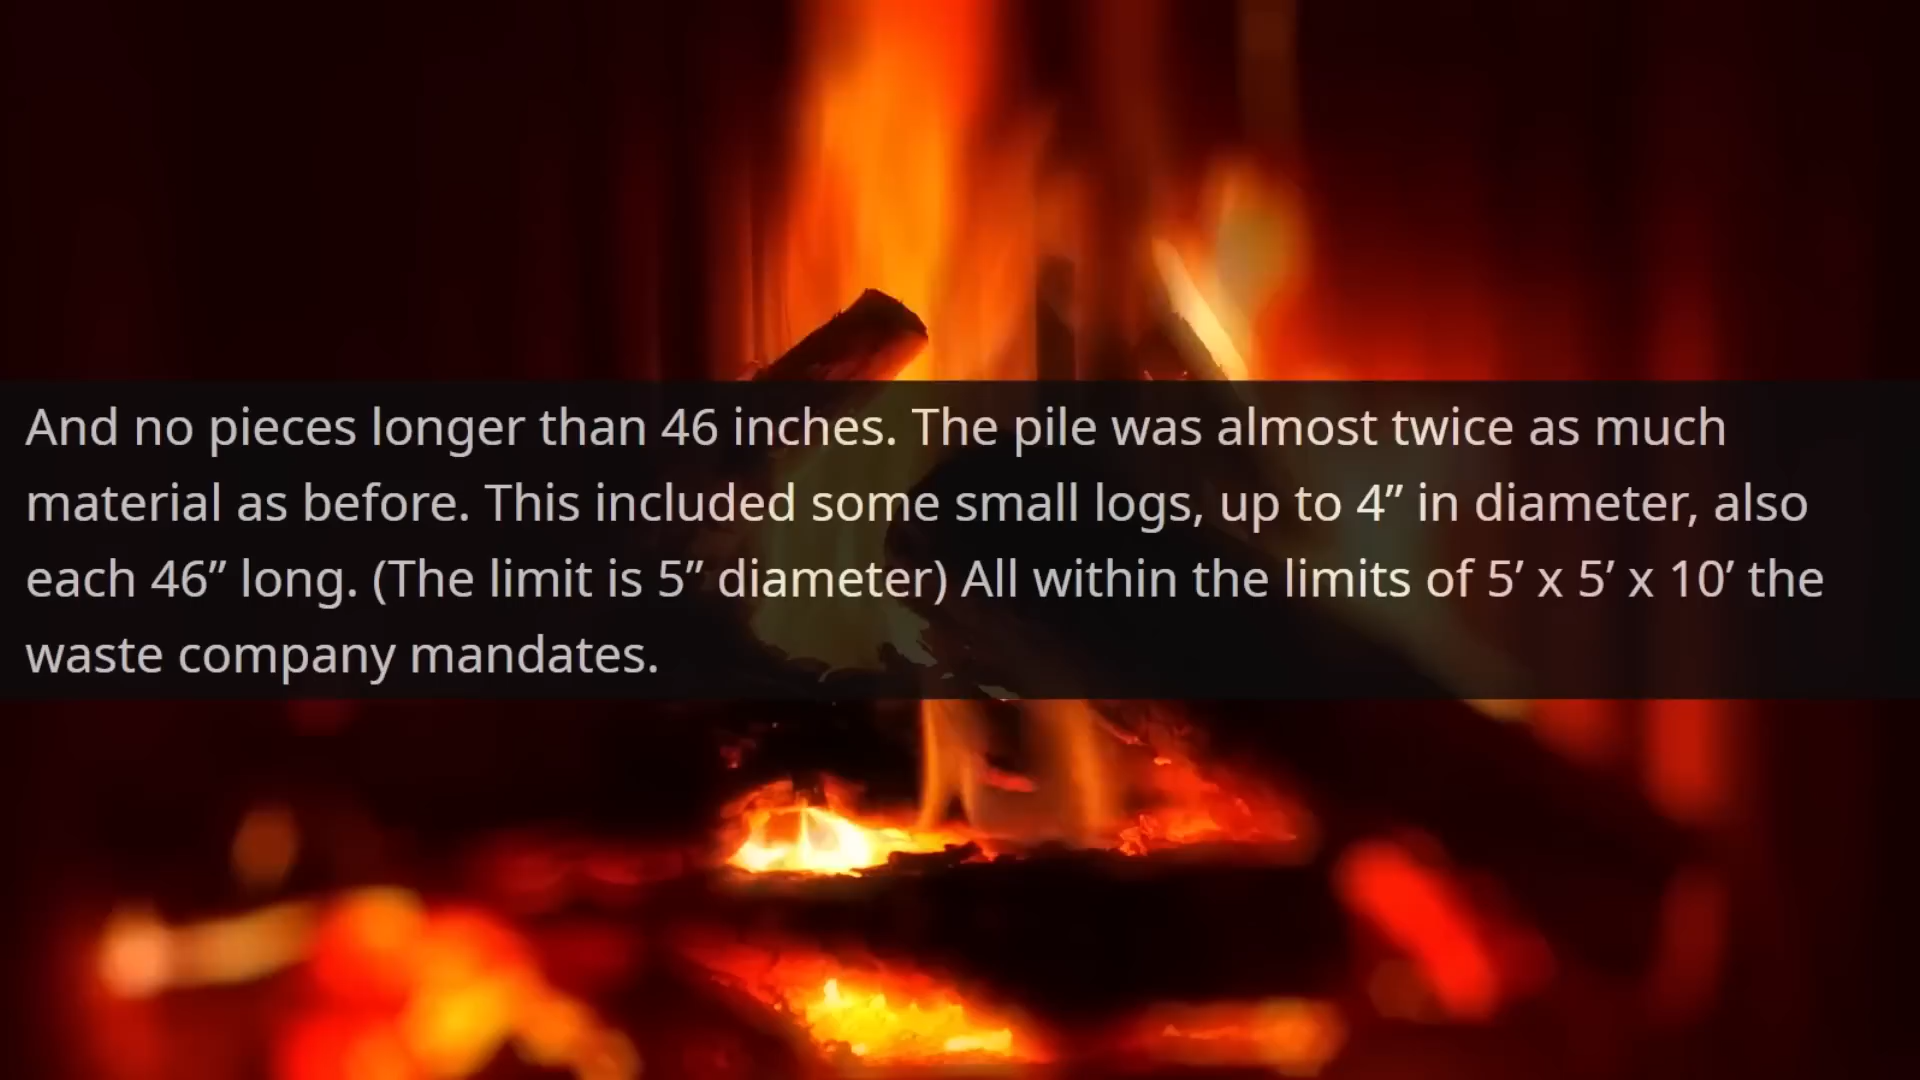 And no pieces longer than 46 inches. The pile was almost twice as much
material as before. This included some small logs, up to 4” in diameter, also
each 46” long. (The limit is 5” diameter) All within the limits of 5’ x 5’ x 10’ the
waste company mandates.